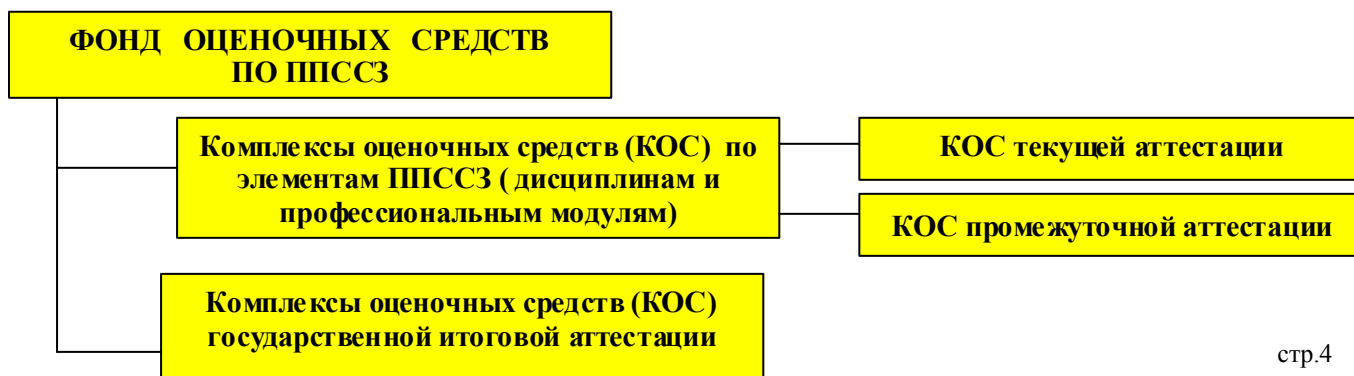 ФОНД ОЦЕНОЧНЫХ СРЕДСТВ
ПО ППССЗ
Комплексы оценочных средств (КОС) по
элементам ППССЗ ( дисциплинам и
профессиональным модулям)
КОС текущей аттестации
КОС промежуточной аттестации
Комплексы оценочных средств (КОС)
государственной итоговой аттестации
стр.4